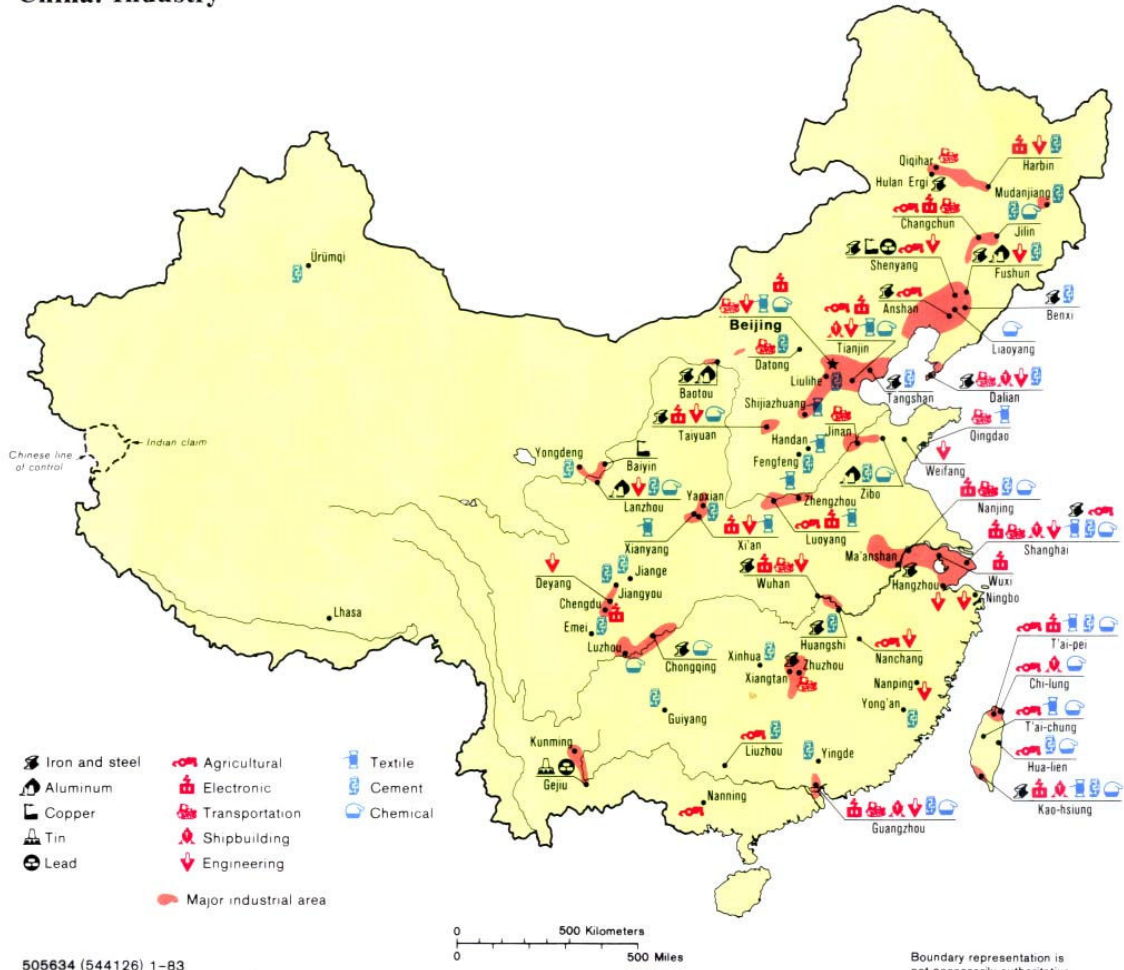 Qiqihar
Harbin
Hulan Ergi
Mudanjiang
Changchun
Jilin
Shenyang
Fushun
Ürümqi
Anshan
Benxi
Beijing
Tianjin
Liaoyang
Datong
Liulihe
Tangshan
Dalian
Baotou
Shijiazhuang
Taiyuan
Jinan
Qingdao
Handan
Indian claim
Chinese line
of control
Yongdeng
Baiyin
Fengfeng
Weifang
Lanzhou
Yaoxian
Zhengzhou
Zibo
Nanjing
Xianyang
Xi'an
Luoyang
Ma'anshan
Shanghai
Deyang
Jiange
Wuhan
Hangzhou
Wuxi
Jiangyou
Ningbo
Chengdu
Lhasa
Emei
Huangshi
Luzhou
Chongqing
Xinhua
Zhuzhou
Nanchang
T'ai-pei
Xiangtan
Nanping
Chi-lung
Guiyang
Yong'an
T'ai-chung
Kunming
Liuzhou
Yingde
Hua-lien
Gejiu
Nanning
Guangzhou
Kao-hsiung
Iron and steel
Aluminum
Copper
Tin
Lead
Agricultural
Electronic
Transportation
Shipbuilding
Engineering
Textile
Cement
Chemical
Major industrial area
0 500 Kilometers
0 500 Miles
505634 (544126) 1-83
Boundary representation is